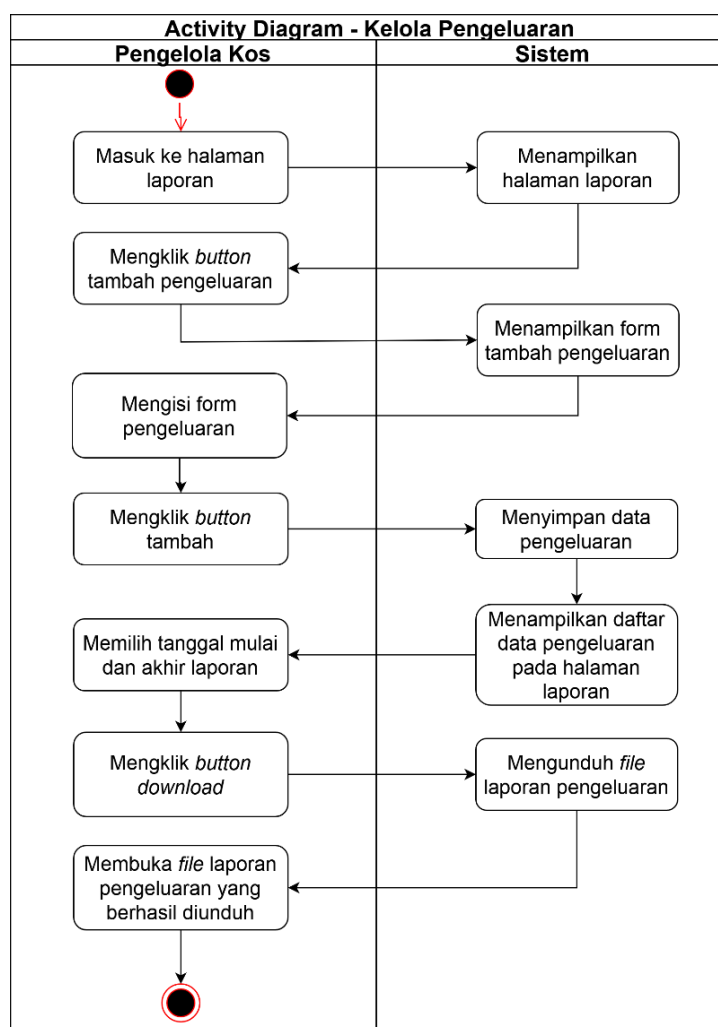 Activity Diagram - Kelola Pengeluaran
Pengelola Kos
Sistem
Masuk ke halaman
laporan
Menampilkan
halaman laporan
Mengklik button
tambah pengeluaran
Menampilkan form
tambah pengeluaran
Mengisi form
pengeluaran
Mengklik button
tambah
Menyimpan data
pengeluaran
Menampilkan daftar
data pengeluaran
pada halaman
laporan
Memilih tanggal mulai
dan akhir laporan
Mengklik button
download
Mengunduh file
laporan pengeluaran
Membuka file laporan
pengeluaran yang
berhasil diunduh